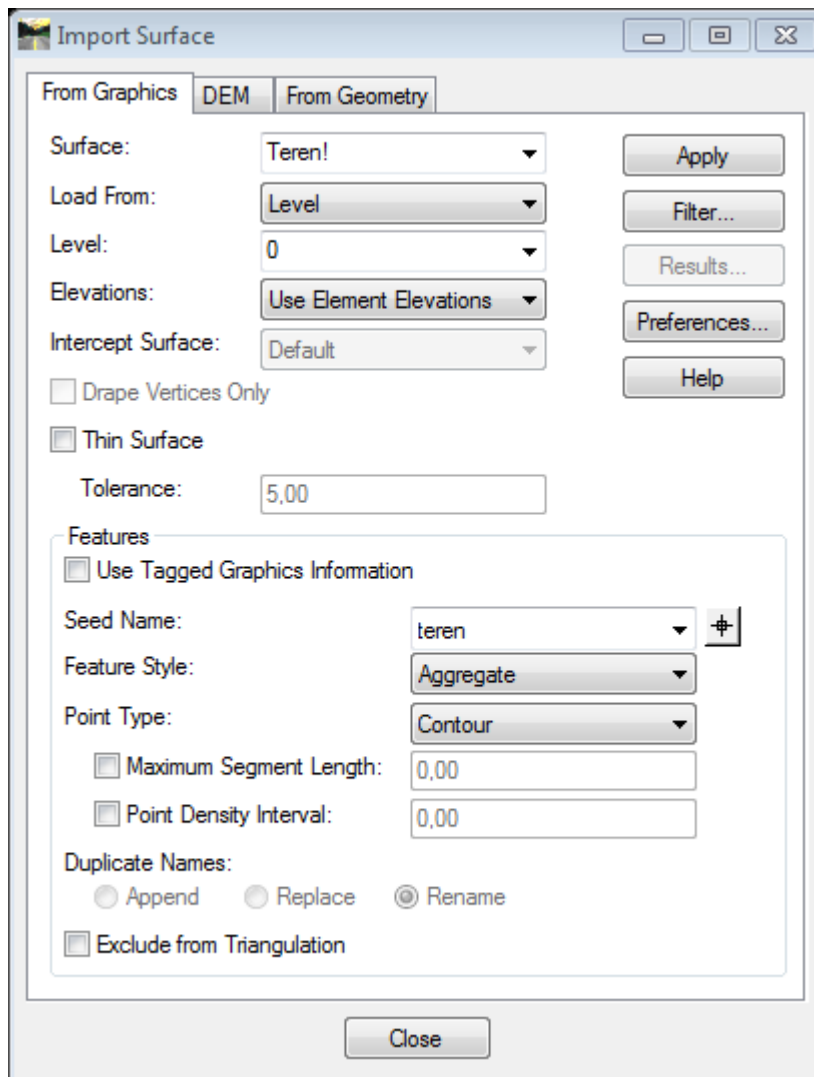 Import Surface
From Graphics DEM From Geometry
Surface: Teren! Apply
Load From: Level Filter...
Level: 0 Results...
Elevations: Use Element Elevations Preferences...
Intercept Surface: Default Help
Drape Vertices Only
Thin Surface
Tolerance: 5,00
Features
Use Tagged Graphics Information
Seed Name: teren
Feature Style: Aggregate
Point Type: Contour
Maximum Segment Length: 0,00
Point Density Interval: 0,00
Duplicate Names:
Append Replace Rename
Exclude from Triangulation
Close